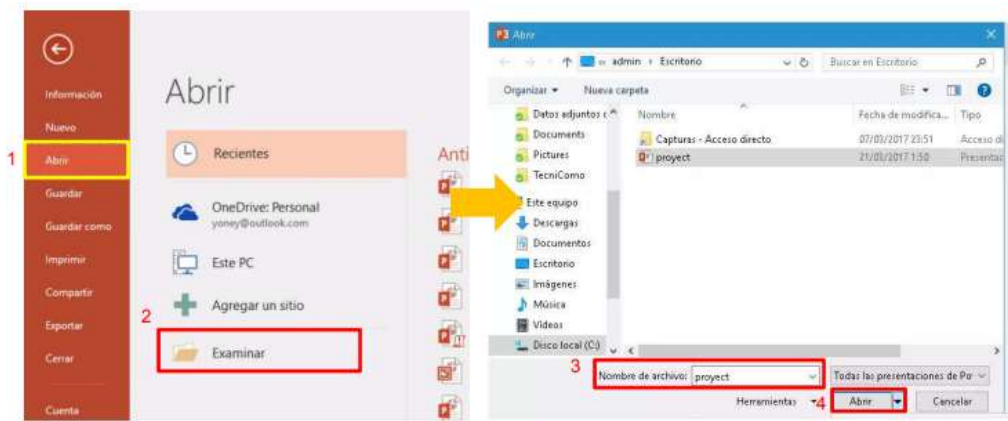 Información
Nuevo
1 Abrir
Guardar
Guardar como
Imprimir
Compartir
Exportar
Cerrar
Cuenta
Abrir
Recientes
OneDrive: Personal
yoney@outlook.com
Este PC
Agregar un sitio
2
Examinar
Anti
Abrir
admin Escritorio
Buscar en Escritorio
Organizar Nueva carpeta
Datos adjuntos
Documents
Pictures
TecniComo
Este equipo
Descargas
Documentos
Escritorio
Imágenes
Música
Vídeos
Disco local (C:)
Nombre Fecha de modifica... Tipo
Capturas - Acceso directo 07/03/2017 23:51 Acceso di
proyect 21/03/2017 1:50 Presentac
3
Nombre de archivo: proyect Todas las presentaciones de Po
Herramientas 4 Abrir Cancelar